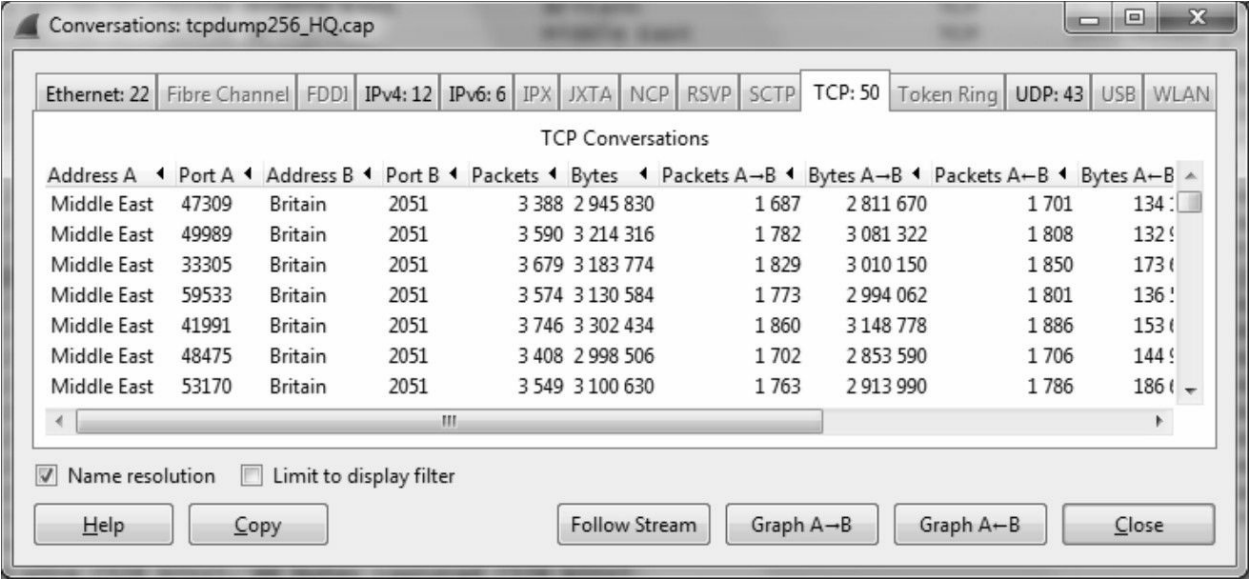 Conversations: tcpdump256_HQ.cap
Ethernet: 22 Fibre Channel FDDI IPv4: 12 IPv6: 6 IPX JXTA NCP RSVP SCTP TCP: 50 Token Ring UDP: 43 USB WLAN
TCP Conversations
Address A Port A Address B Port B Packets Bytes Packets A→B Bytes A→B Packets A←B Bytes A←B
Middle East 47309 Britain 2051 3 388 2 945 830 1 687 2 811 670 1 701 134
Middle East 49989 Britain 2051 3 590 3 214 316 1 782 3 081 322 1 808 132
Middle East 33305 Britain 2051 3 679 3 183 774 1 829 3 010 150 1 850 173
Middle East 59533 Britain 2051 3 574 3 130 584 1 773 2 994 062 1 801 136
Middle East 41991 Britain 2051 3 746 3 302 434 1 860 3 148 778 1 886 153
Middle East 48475 Britain 2051 3 408 2 998 506 1 702 2 853 590 1 706 144
Middle East 53170 Britain 2051 3 549 3 100 630 1 763 2 913 990 1 786 186
Name resolution Limit to display filter
Help Copy Follow Stream Graph A→B Graph A←B Close